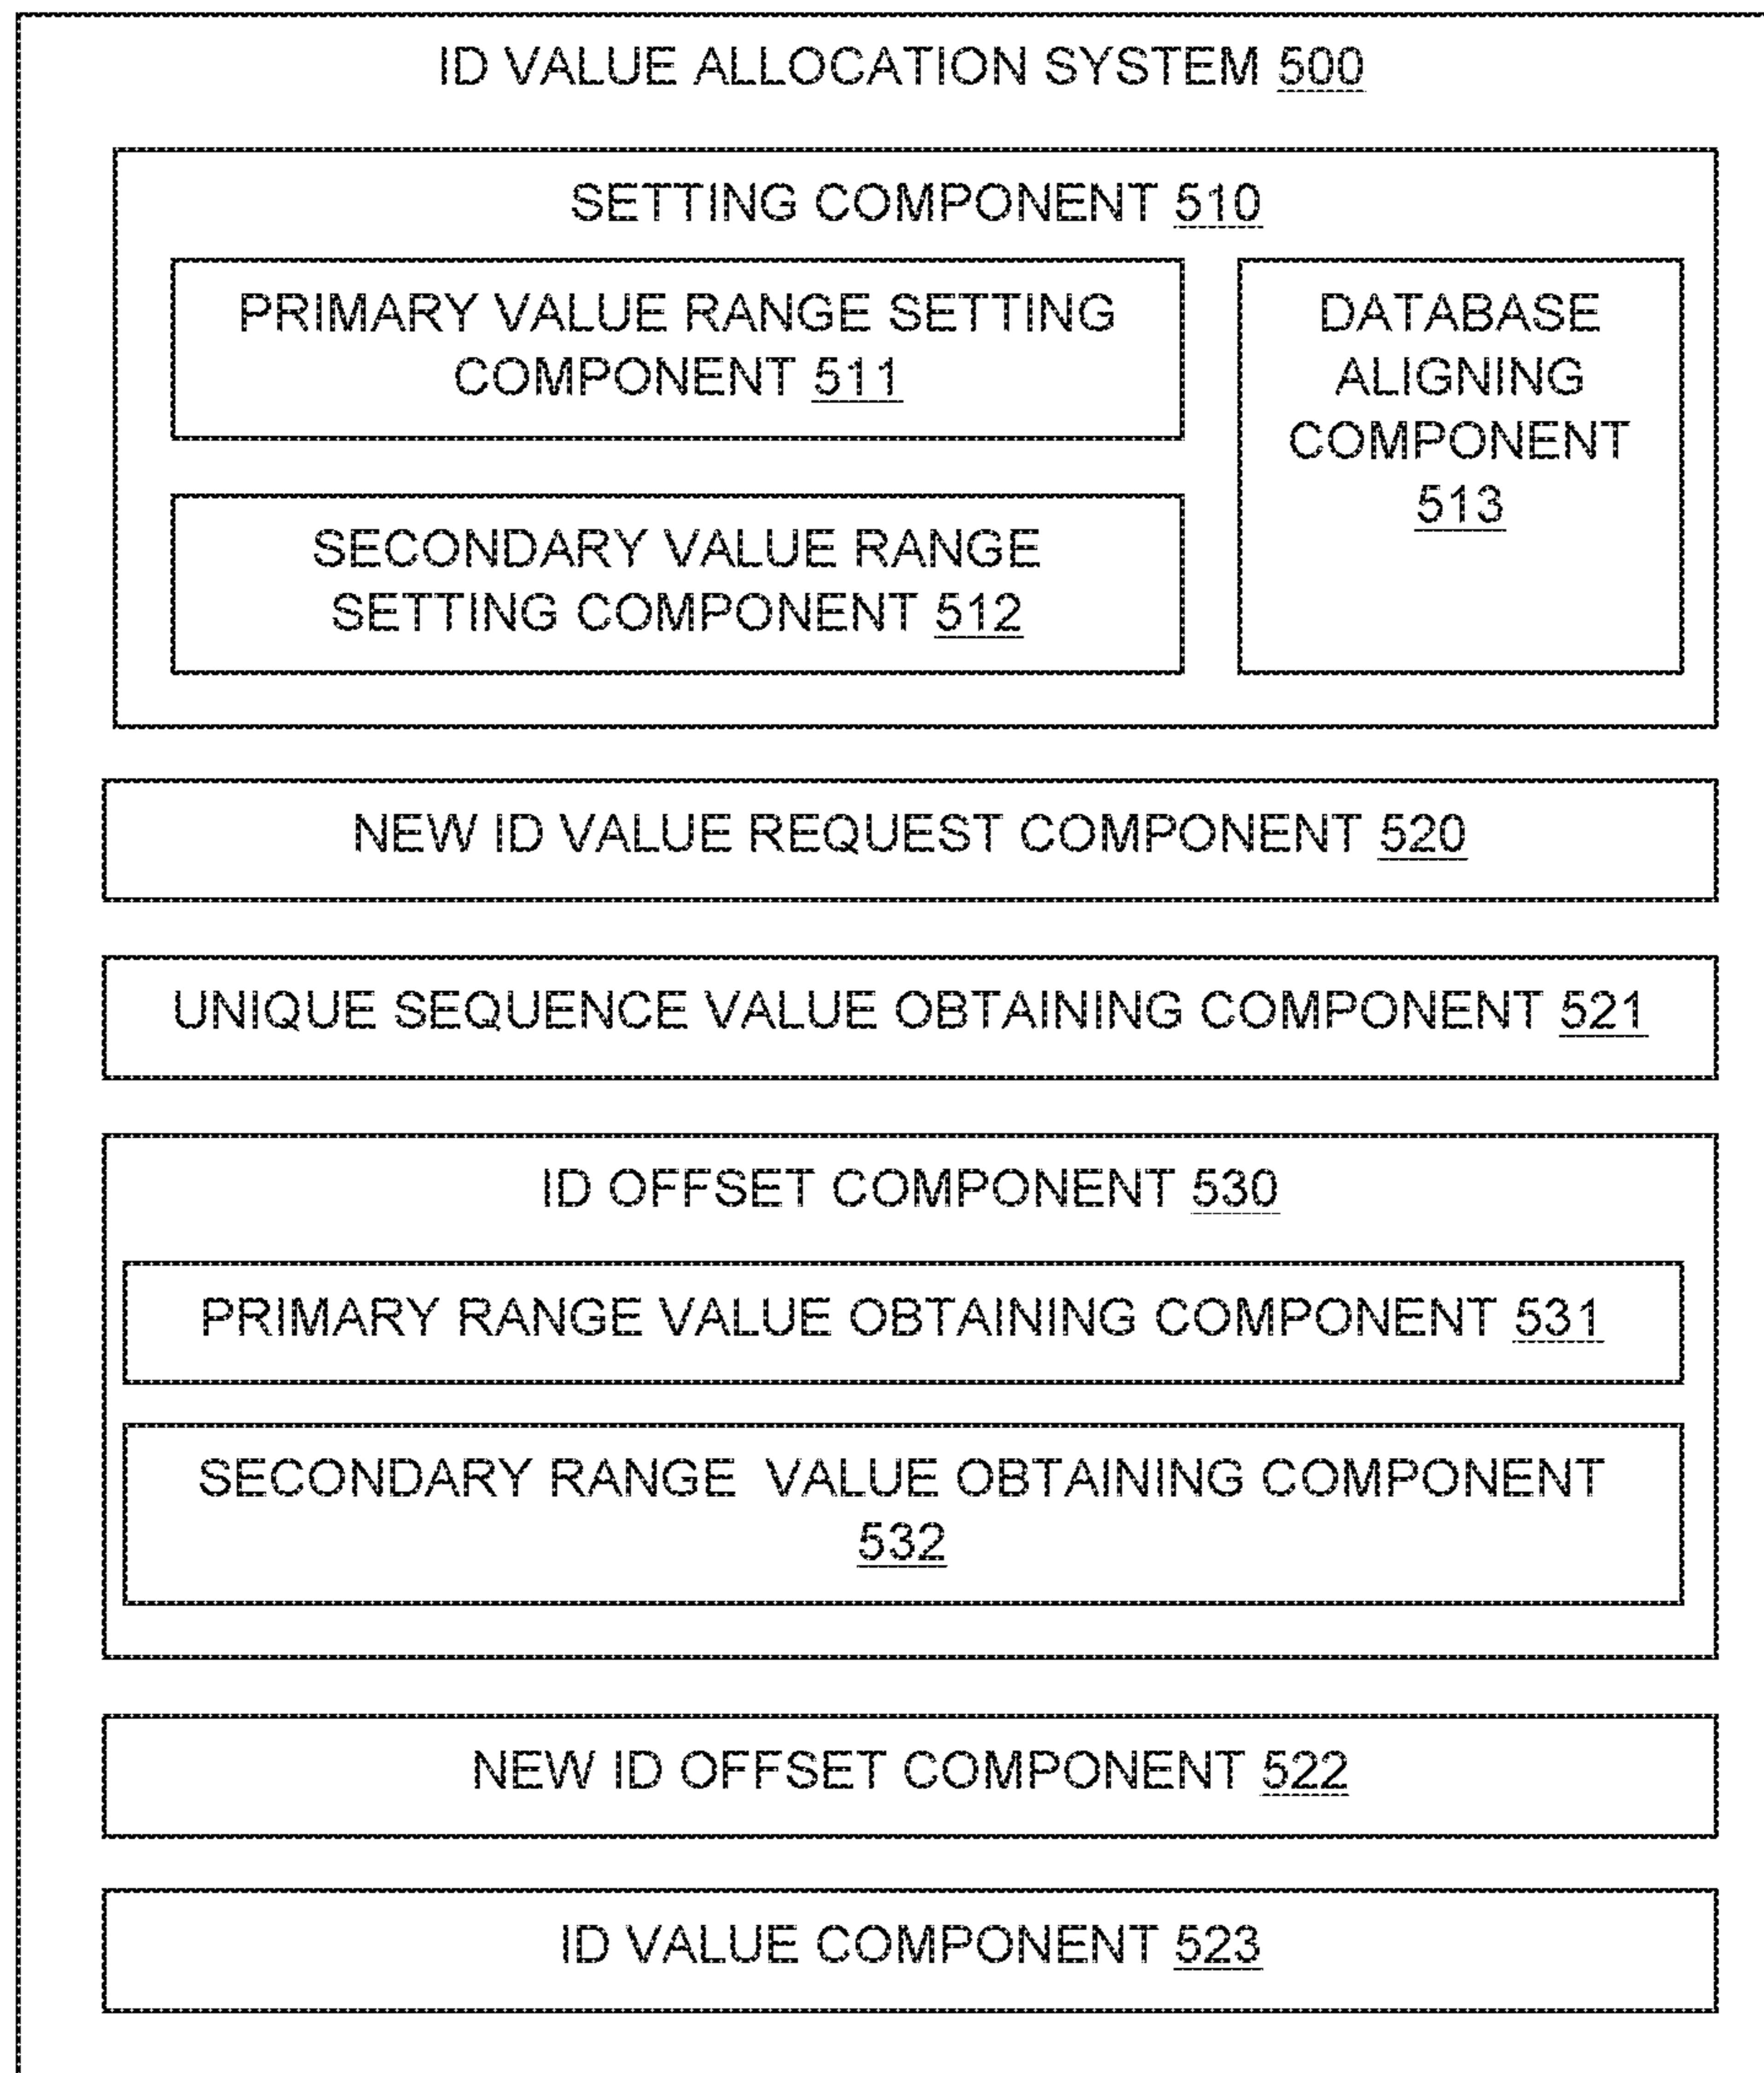 ID VALUE ALLOCATION SYSTEM 500
SETTING COMPONENT 510
PRIMARY VALUE RANGE SETTING
COMPONENT 511
SECONDARY VALUE RANGE
SETTING COMPONENT 512
DATABASE
ALIGNING
COMPONENT
513
NEW ID VALUE REQUEST COMPONENT 520
UNIQUE SEQUENCE VALUE OBTAINING COMPONENT 521
ID OFFSET COMPONENT 530
PRIMARY RANGE VALUE OBTAINING COMPONENT 531
SECONDARY RANGE VALUE OBTAINING COMPONENT
532
NEW ID OFFSET COMPONENT 522
ID VALUE COMPONENT 523